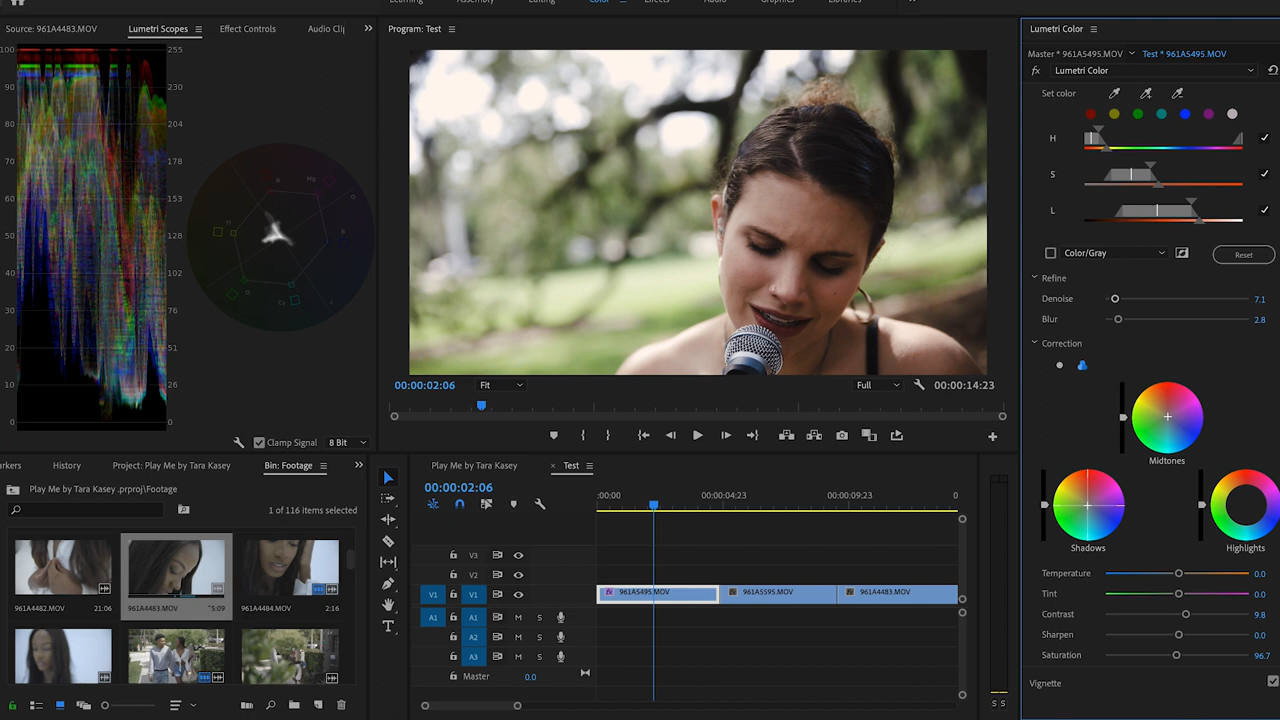 Learning Assembly Editing Color Effects Audio Graphics Libraries
Source: 961A4483.MOV Lumetri Scopes Effect Controls Audio Cli
100 255
90 230
80 204
70 178
60 153
50 128
40 102
30 76
20 51
10 26
0 0
Clamp Signal 8 Bit
Program: Test
00:00:02:06 Fit Full 00:00:14:23
Lumetri Color
Master * 961A5495.MOV Test * 961A5495.MOV
fx Lumetri Color
Set color
H
S
L
Color/Gray Reset
Refine
Denoise 7.1
Blur 2.8
Correction
Midtones
Shadows Highlights
Temperature 0.0
Tint 0.0
Contrast 9.8
Sharpen 0.0
Saturation 96.7
Vignette
arkers History Project: Play Me by Tara Kasey Bin: Footage
Play Me by Tara Kasey .prproj\Footage
1 of 116 items selected
961A4482.MOV 21:06 961A4483.MOV 5:09 961A4484.MOV 2:16
Play Me by Tara Kasey × Test
00:00:02:06
:00:00 00:00:04:23 00:00:09:23 0
V3
V2
V1 V1 fx 961A5495.MOV fx 961A5595.MOV fx 961A4483.MOV
A1 A1 M S
A2 M S
A3 M S
Master 0.0
S S